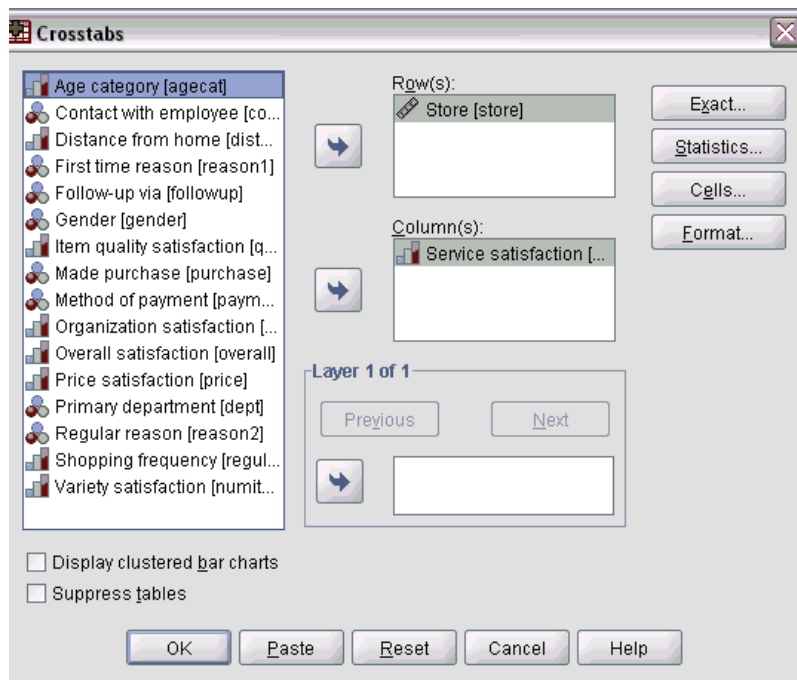 Crosstabs
Age category [agecat]
Contact with employee [co...
Distance from home [dist...
First time reason [reason1]
Follow-up via [followup]
Gender [gender]
Item quality satisfaction [q...
Made purchase [purchase]
Method of payment [paym...
Organization satisfaction [...
Overall satisfaction [overall]
Price satisfaction [price]
Primary department [dept]
Regular reason [reason2]
Shopping frequency [regul...
Variety satisfaction [numit...
Row(s):
Store [store]
Column(s):
Service satisfaction [...
Layer 1 of 1
Previous
Next
Exact...
Statistics...
Cells...
Format...
Display clustered bar charts
Suppress tables
OK
Paste
Reset
Cancel
Help